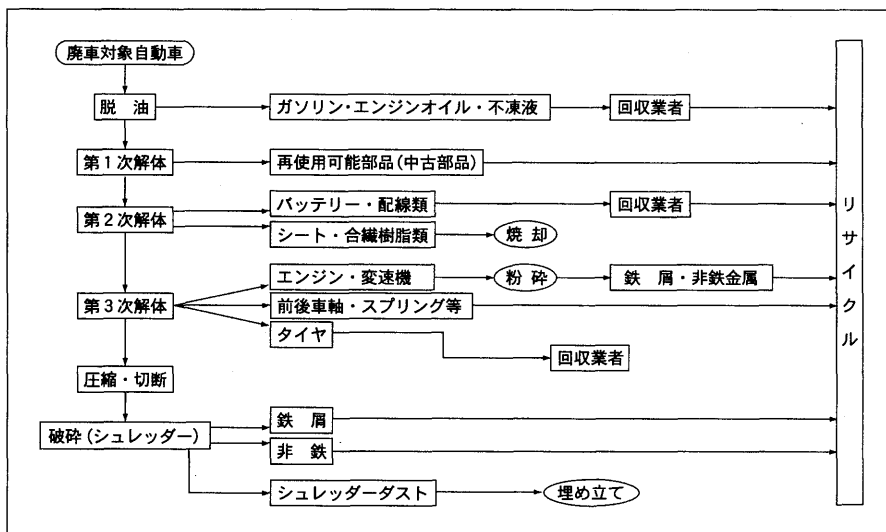 廃車対象自動車
脱 油
ガソリン・エンジンオイル・不凍液
回収業者
第1次解体
再使用可能部品(中古部品)
第2次解体
バッテリー・配線類
回収業者
シート・合繊樹脂類
焼 却
第3次解体
エンジン・変速機
粉 砕
鉄 屑・非鉄金属
前後車軸・スプリング等
タイヤ
回収業者
圧縮・切断
破砕(シュレッダー)
鉄 屑
非 鉄
シュレッダーダスト
埋め立て
リサイクル